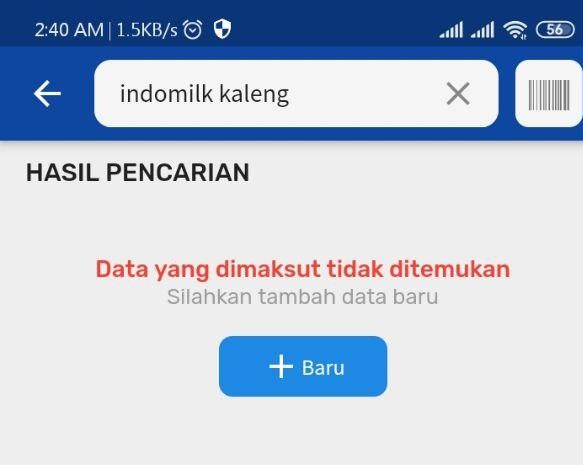 2:40 AM | 1.5KB/s 56
indomilk kaleng
HASIL PENCARIAN
Data yang dimaksut tidak ditemukan
Silahkan tambah data baru
+ Baru